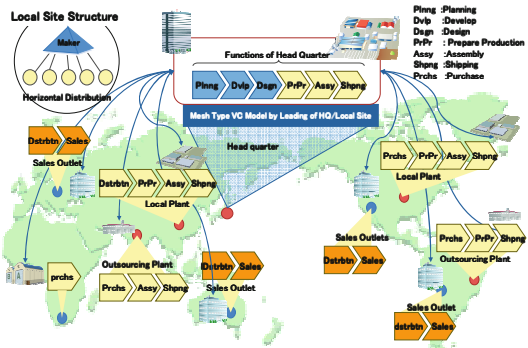 Local Site Structure
Maker
Horizontal Distribution
Functions of Head Quarter
Plnng Dvlp Dsgn PrPr Assy Shpng
Mesh Type VC Model by Leading of HQ/Local Site
Plnng :Planning
Dvlp :Develop
Dsgn :Design
PrPr : Prepare Production
Assy :Assembly
Shpng :Shipping
Prchs :Purchase
Head quarter
Dstrbtn Sales
Sales Outlet
Dstrbtn PrPr Assy Shpng
Local Plant
Prchs PrPr Assy Shpng
Local Plant
prchs
Outsourcing Plant
Prchs Assy Shpng
Dstrbtn Sales
Sales Outlet
Sales Outlets
Dstrbtn Sales
Prchs PrPr Shpng
Outsourcing Plant
Sales Outlet
dstrbtn Sales